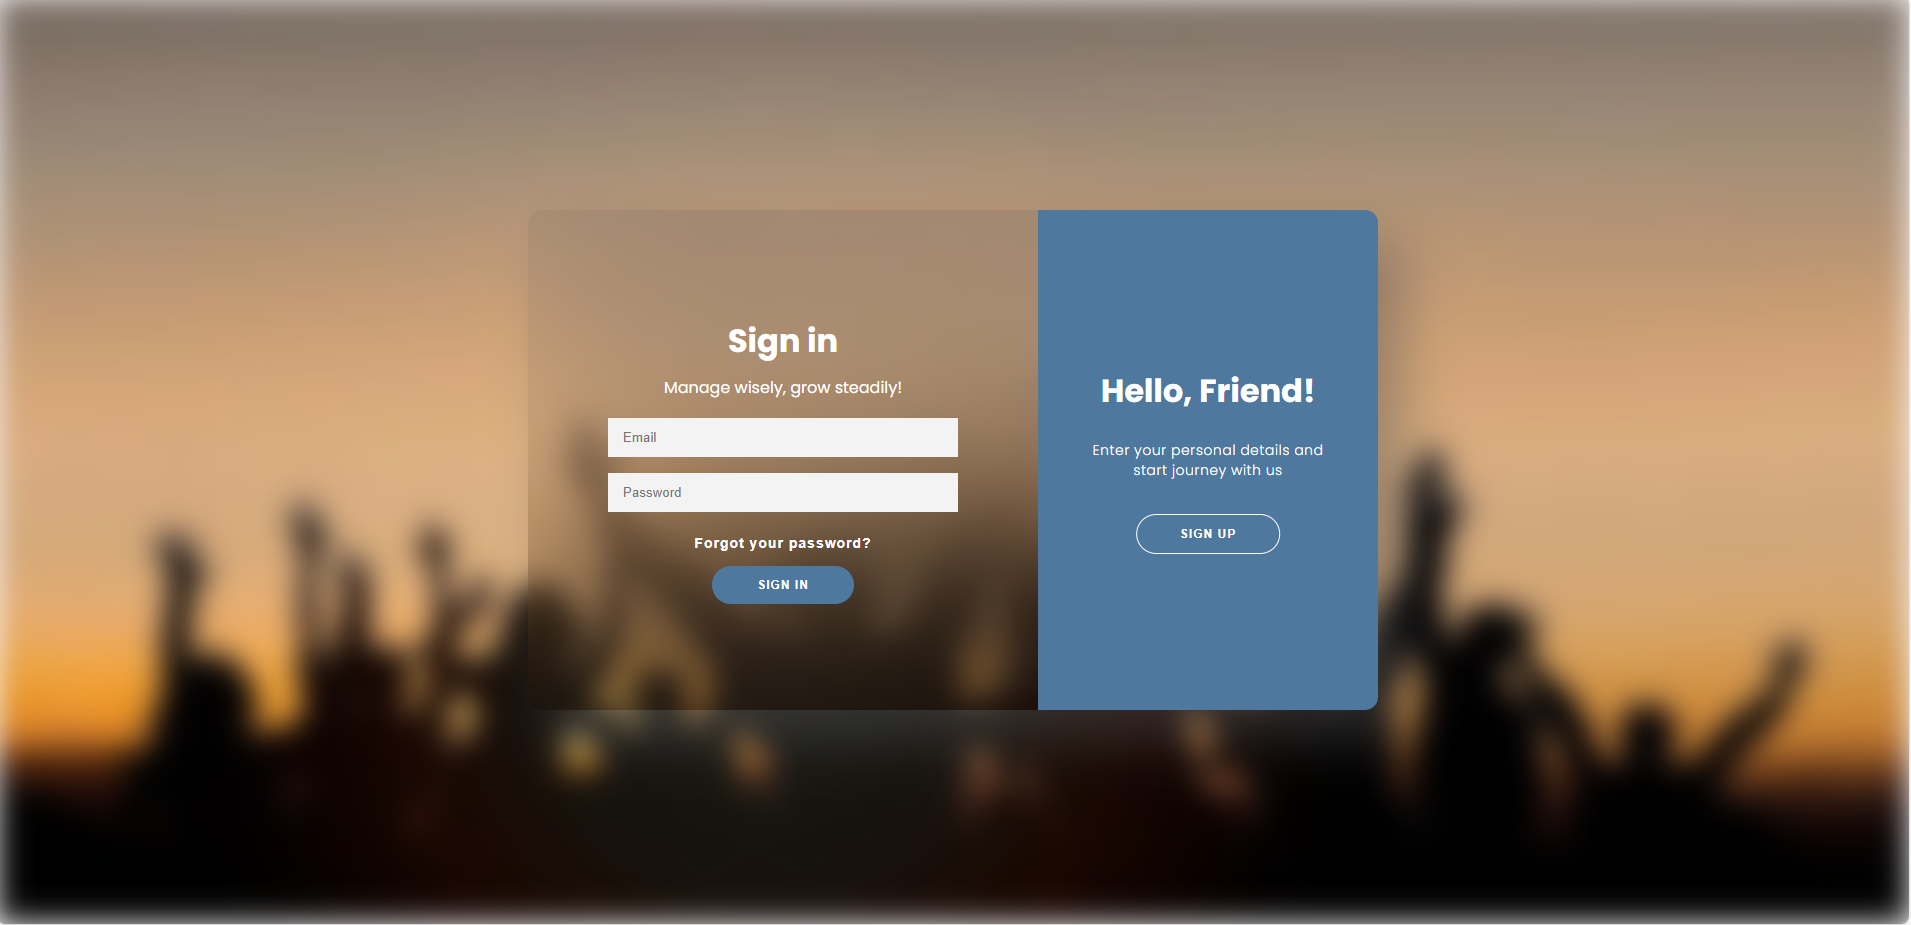 Sign in
Manage wisely, grow steadily!
Email
Password
Forgot your password?
SIGN IN
Hello, Friend!
Enter your personal details and
start journey with us
SIGN UP